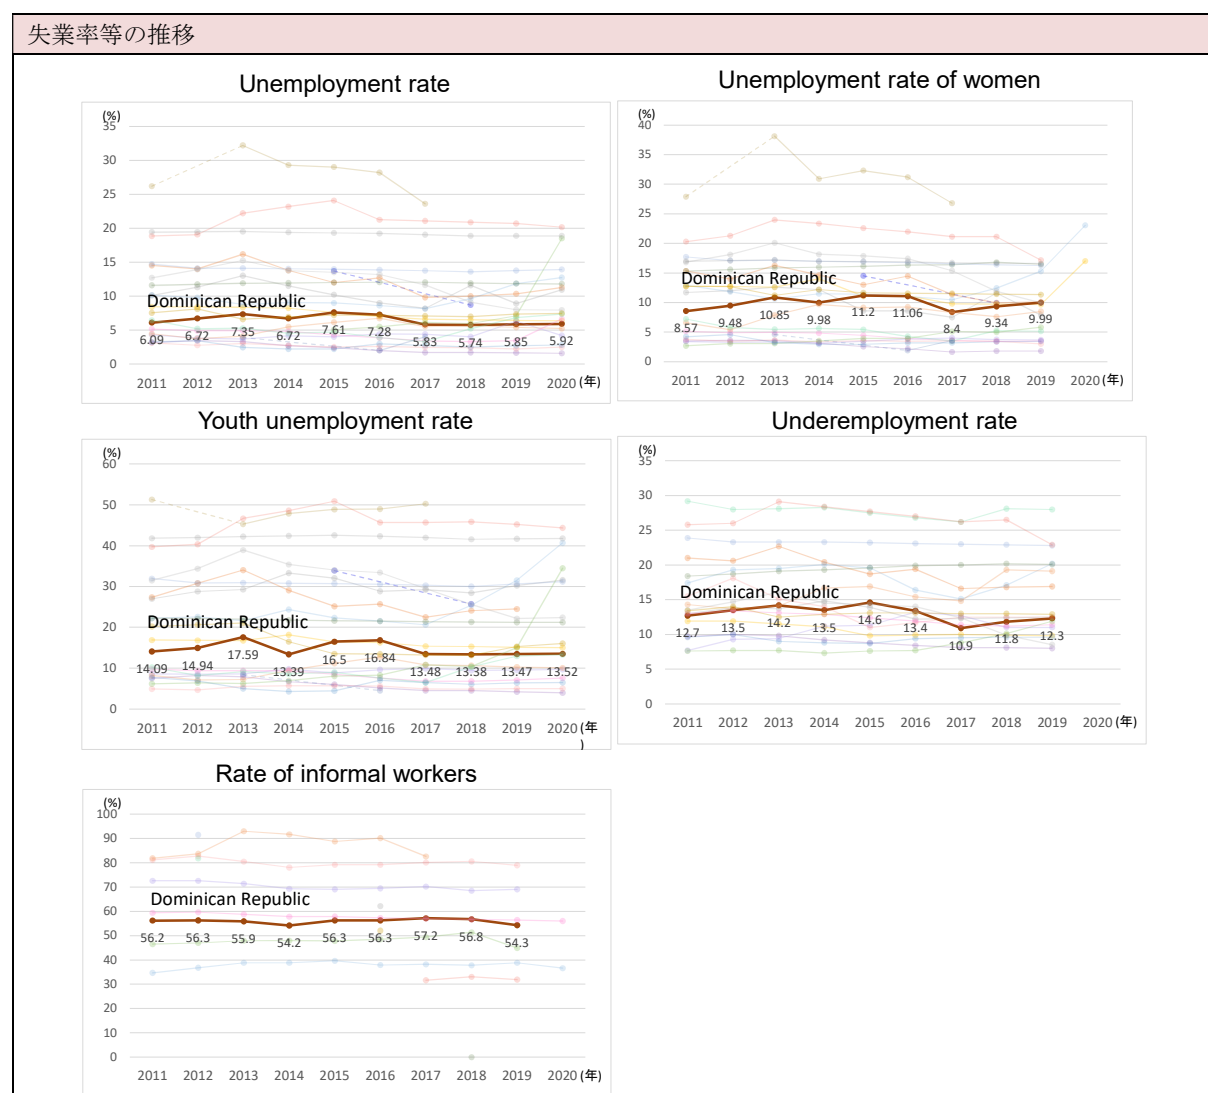 失業率等の推移
Unemployment rate
(%)
35
30
25
20
15
10
5
0
Dominican Republic
6.09 6.72 7.35 6.72 7.61 7.28 5.83 5.74 5.85 5.92
2011 2012 2013 2014 2015 2016 2017 2018 2019 2020 (年)
Unemployment rate of women
(%)
40
35
30
25
20
15
10
5
0
Dominican Republic
8.57 9.48 10.85 9.98 11.2 11.06 8.4 9.34 9.99
2011 2012 2013 2014 2015 2016 2017 2018 2019 2020 (年)
Youth unemployment rate
(%)
60
50
40
30
20
10
0
Dominican Republic
14.09 14.94 17.59 13.39 16.5 16.84 13.48 13.38 13.47 13.52
2011 2012 2013 2014 2015 2016 2017 2018 2019 2020 (年
)
Underemployment rate
(%)
35
30
25
20
15
10
5
0
Dominican Republic
12.7 13.5 14.2 13.5 14.6 13.4 10.9 11.8 12.3
2011 2012 2013 2014 2015 2016 2017 2018 2019 2020 (年)
Rate of informal workers
(%)
100
90
80
70
60
50
40
30
20
10
0
Dominican Republic
56.2 56.3 55.9 54.2 56.3 56.3 57.2 56.8 54.3
2011 2012 2013 2014 2015 2016 2017 2018 2019 2020 (年)